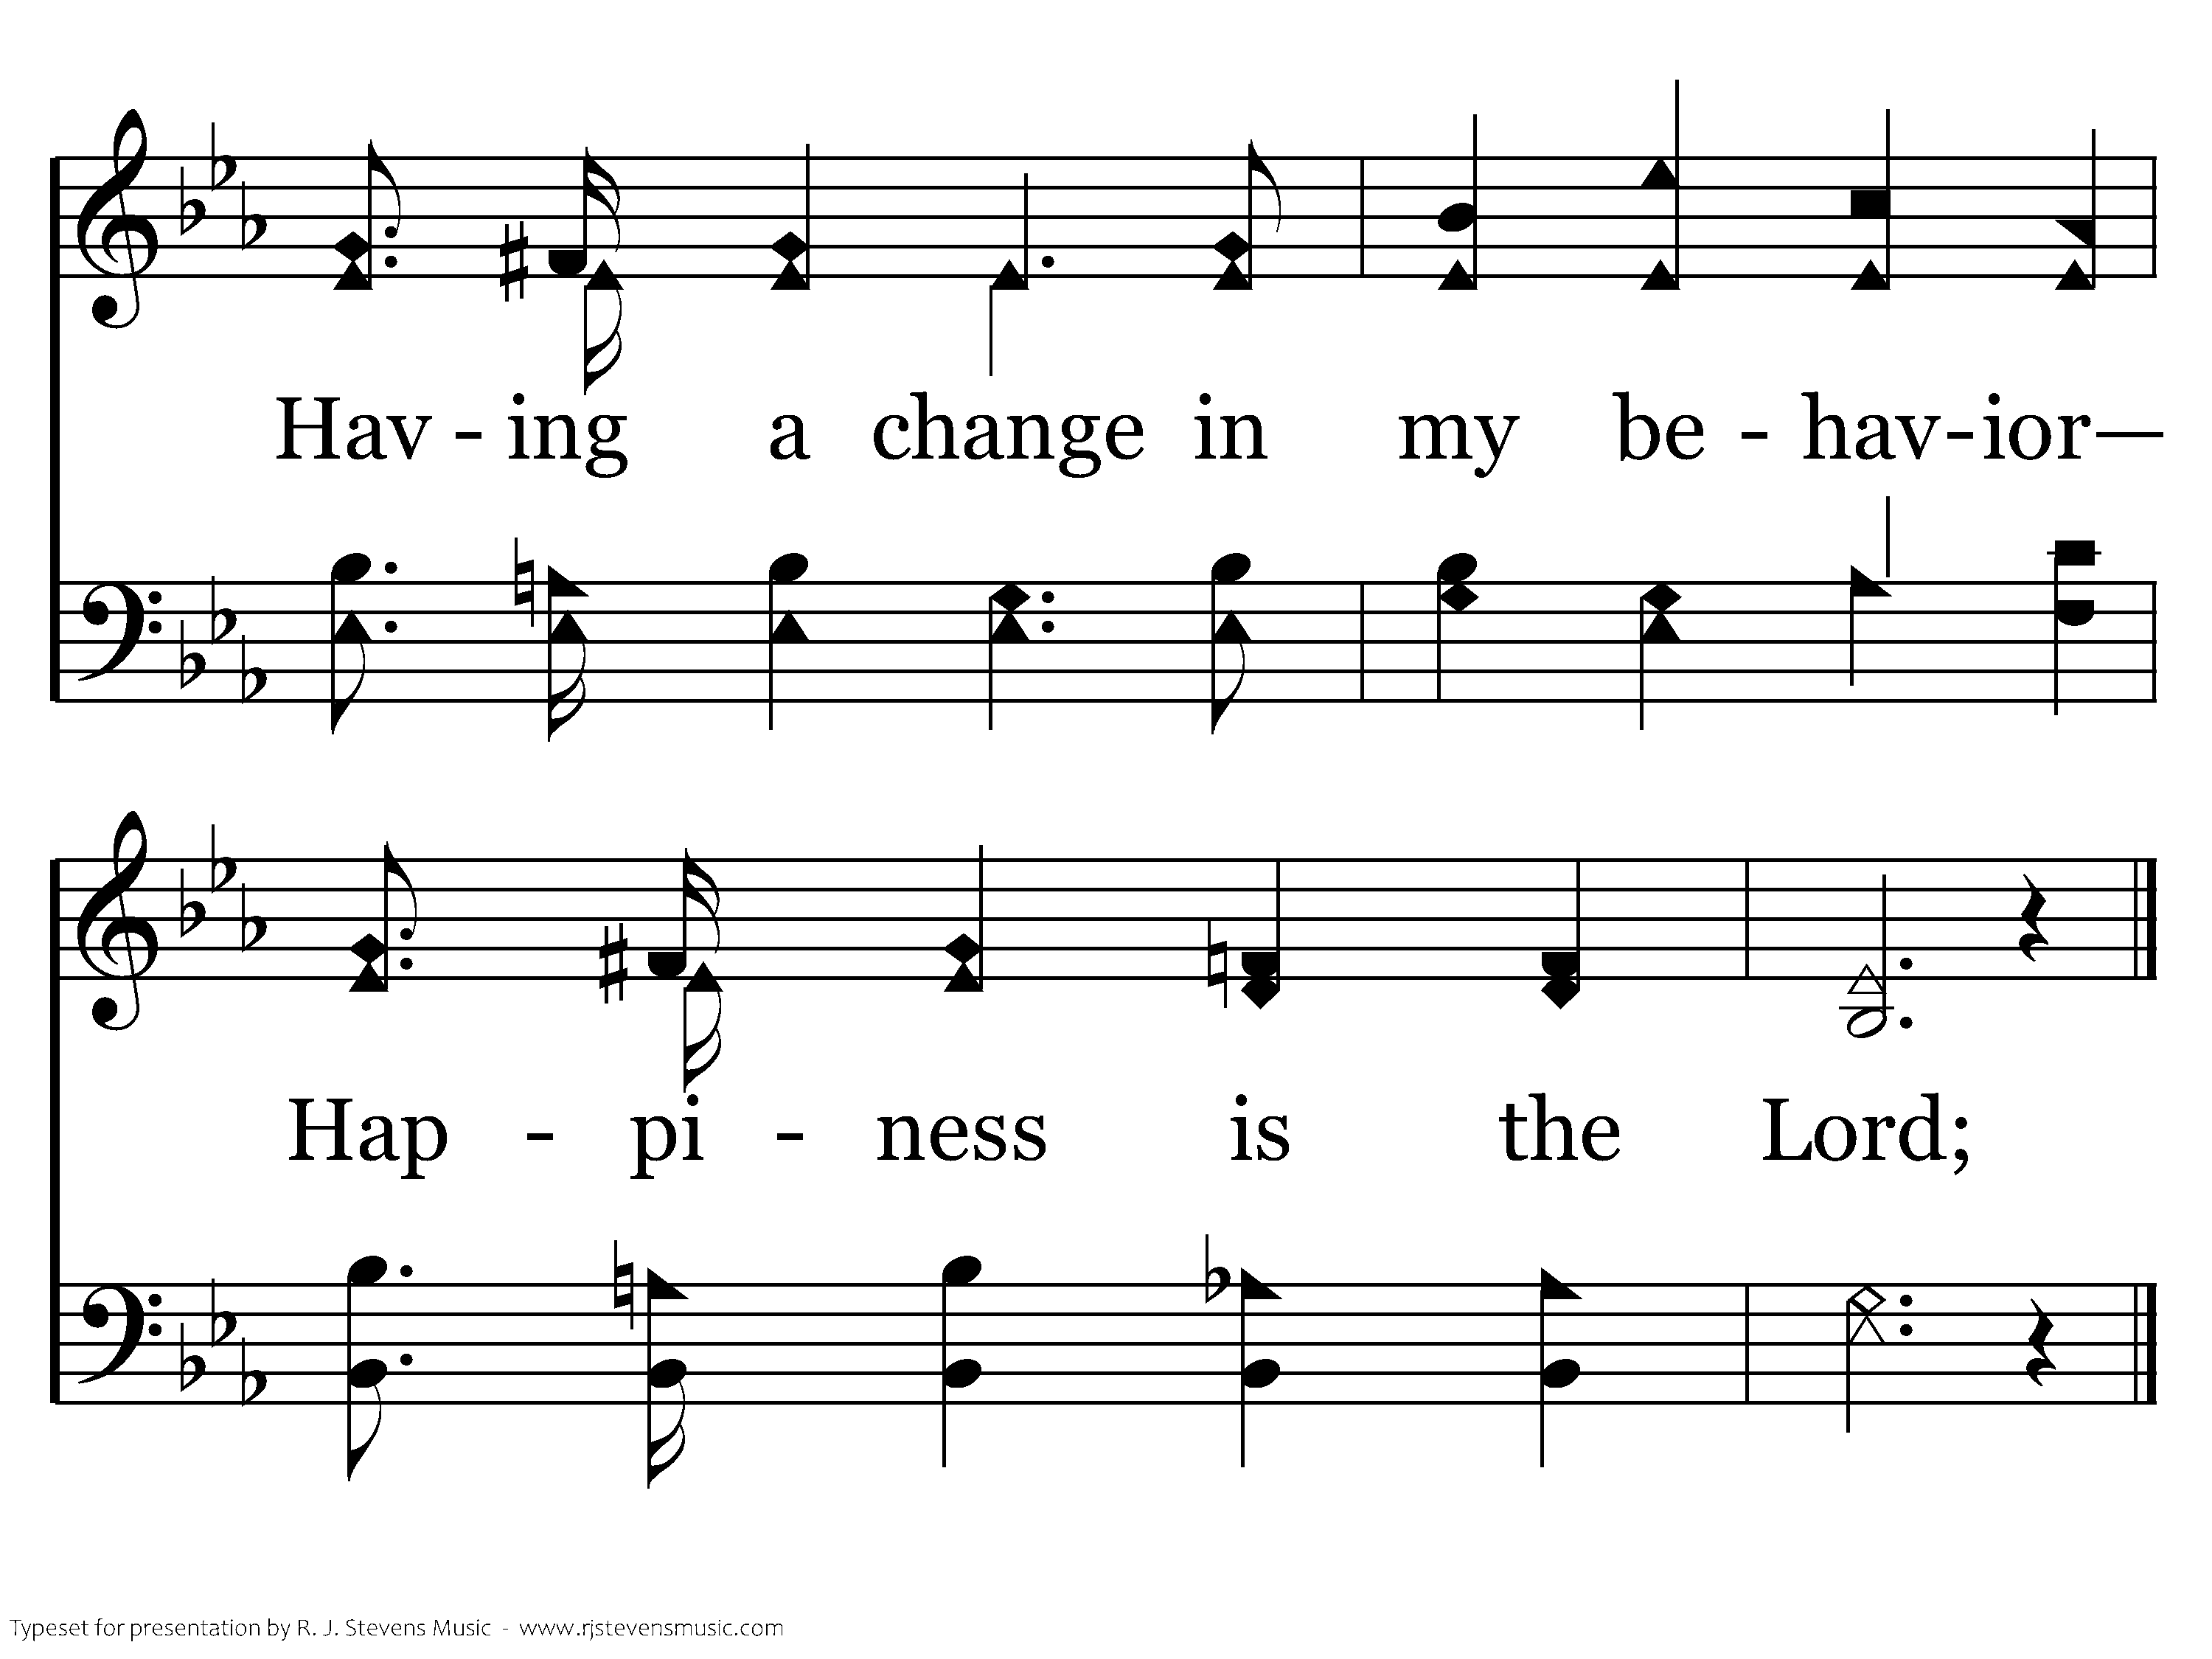 Hav - ing a change in my be - hav-ior—
Hap - pi - ness is the Lord;
Typeset for presentation by R. J. Stevens Music - www.rjstevensmusic.com